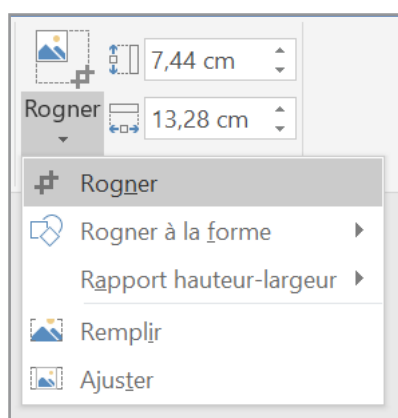 7,44 cm
Rogner
13,28 cm
Rogner
Rogner à la forme
Rapport hauteur-largeur
Remplir
Ajuster